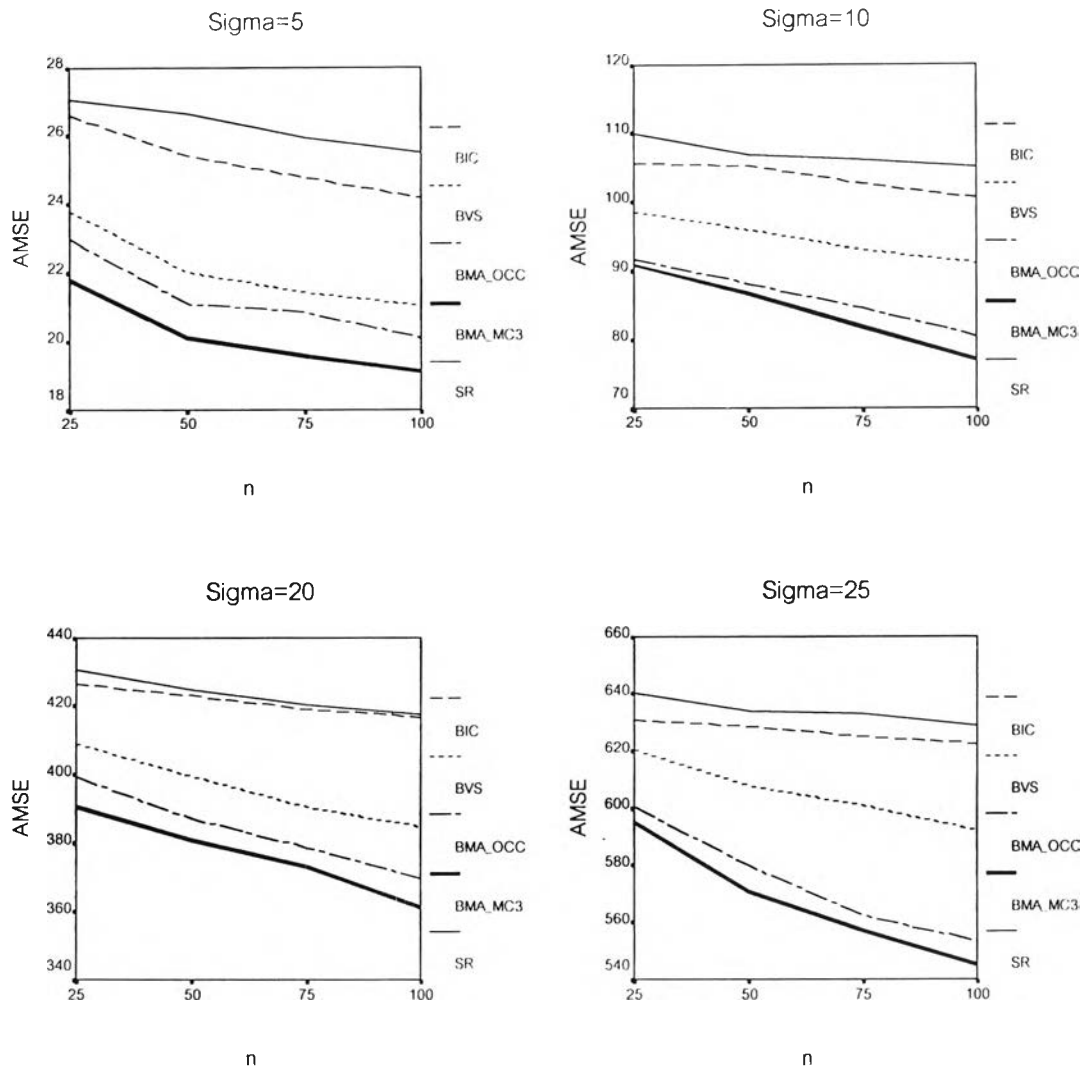 Sigma=5
28
26
24
22
20
18
AMSE
25
50
75
100
n
BIC
BVS
BMA_OCC
BMA_MC3
SR
Sigma=10
120
110
100
90
80
70
AMSE
25
50
75
100
n
BIC
BVS
BMA_OCC
BMA_MC3
SR
Sigma=20
440
420
400
380
360
340
AMSE
25
50
75
100
n
BIC
BVS
BMA_OCC
BMA_MC3
SR
Sigma=25
660
640
620
600
580
560
540
AMSE
25
50
75
100
n
BIC
BVS
BMA_OCC
BMA_MC3
SR